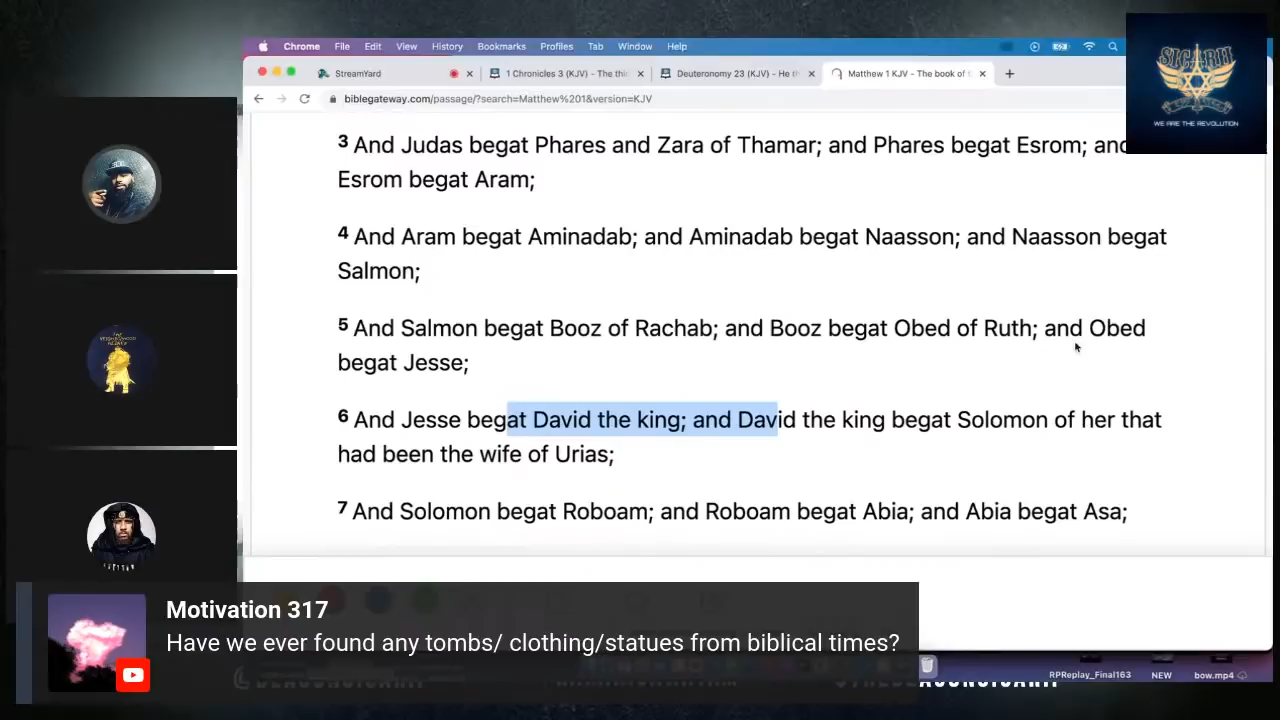 Chrome File Edit View History Bookmarks Profiles Tab Window Help
StreamYard
1 Chronicles 3 (KJV) - The thi
Deuteronomy 23 (KJV) - He th
Matthew 1 KJV - The book of t
biblegateway.com/passage/?search=Matthew%201&version=KJV
SICARII
WE ARE THE REVOLUTION
3 And Judas begat Phares and Zara of Thamar; and Phares begat Esrom; and
Esrom begat Aram;
4 And Aram begat Aminadab; and Aminadab begat Naasson; and Naasson begat
Salmon;
5 And Salmon begat Booz of Rachab; and Booz begat Obed of Ruth; and Obed
begat Jesse;
6 And Jesse begat David the king; and David the king begat Solomon of her that
had been the wife of Urias;
7 And Solomon begat Roboam; and Roboam begat Abia; and Abia begat Asa;
Motivation 317
Have we ever found any tombs/ clothing/statues from biblical times?
RPReplay_Final163
NEW
bow.mp4